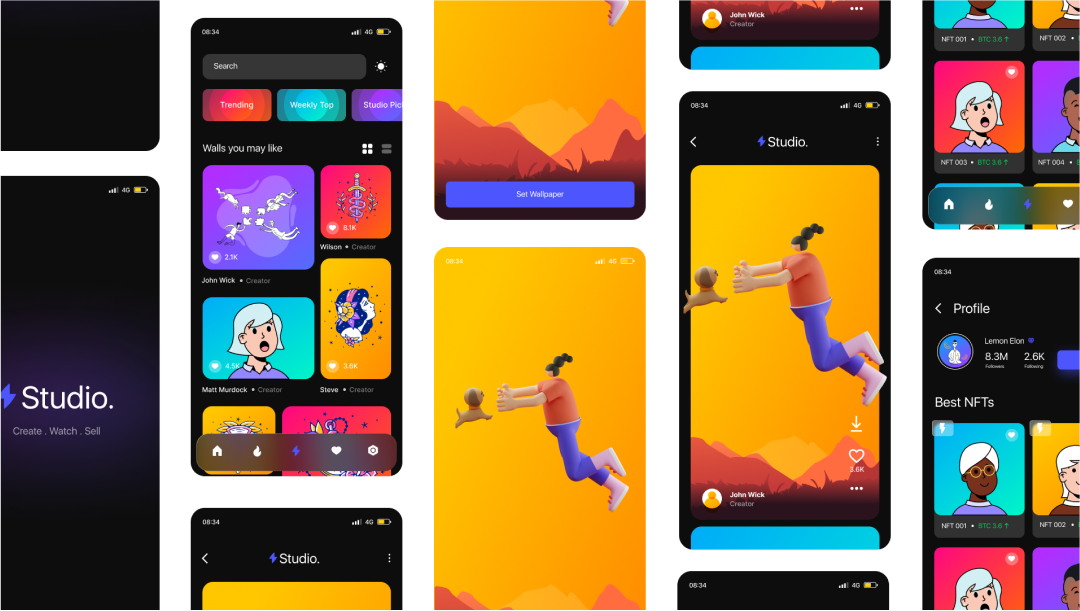 4G
Studio.
Create . Watch . Sell
08:34 4G
Search
Trending Weekly Top Studio Pic
Walls you may like
2.1K
John Wick • Creator
8.1K
Wilson • Creator
4.5K
Matt Murdock • Creator
3.6K
Steve • Creator
08:34 4G
Studio.
Set Wallpaper
08:34 4G
John Wick
Creator
08:34 4G
Studio.
3.6K
John Wick
Creator
08:34 4G
NFT 001 • BTC 3.6 ↑
NFT 002 •
NFT 003 • BTC 3.6 ↑
NFT 004 •
08:34
Profile
Lemon Elon
8.3M 2.6K
Followers Following
Best NFTs
NFT 001 • BTC 3.6 ↑
NFT 002 •